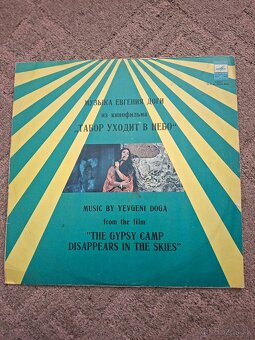 МУЗЫКА ЕВГЕНИЯ ДОГИ
из кинофильма
„ТАБОР УХОДИТ В НЕБО“
MUSIC BY YEVGENI DOGA
from the film
"THE GYPSY CAMP
DISAPPEARS IN THE SKIES"